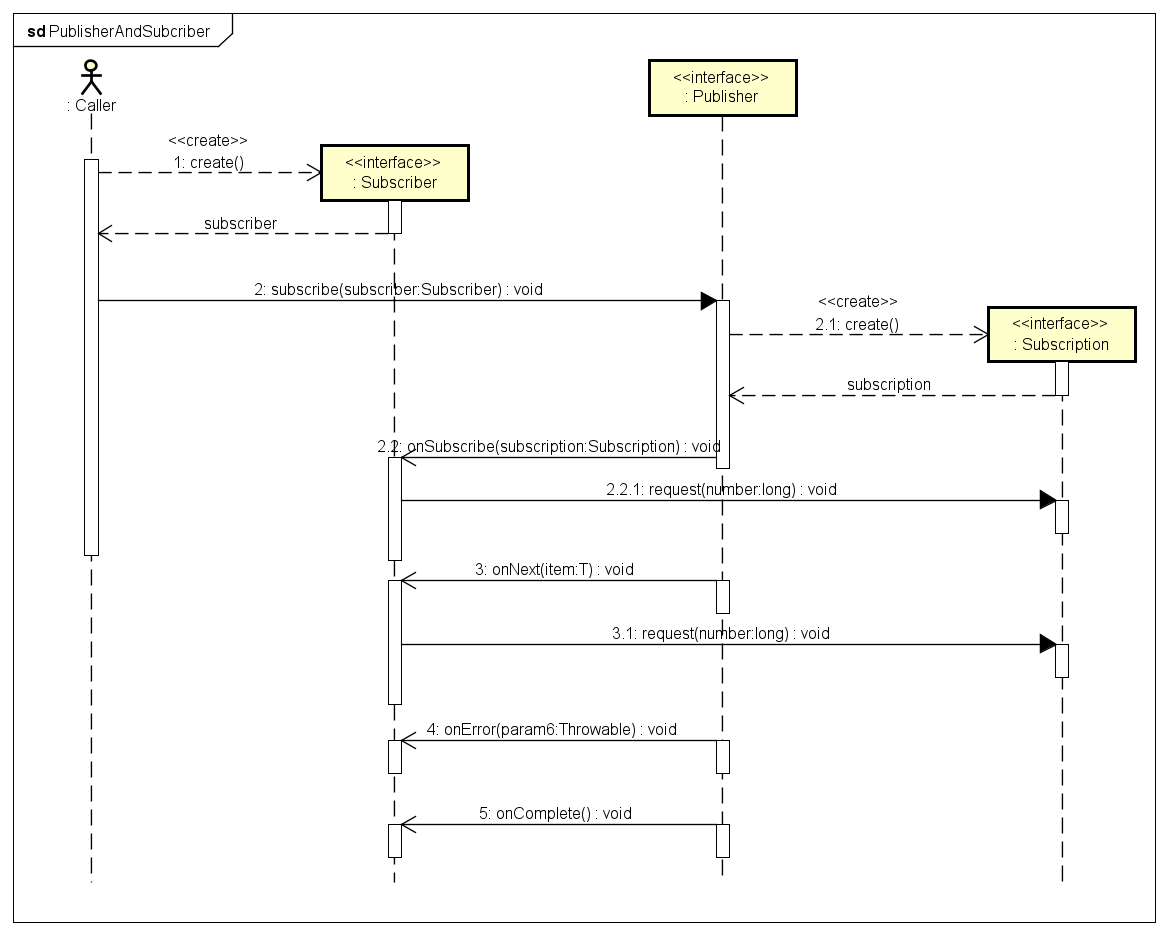 sd PublisherAndSubcriber
: Caller
<<interface>>
: Publisher
<<create>>
1: create()
<<interface>>
: Subscriber
subscriber
2: subscribe(subscriber:Subscriber) : void
<<create>>
2.1: create()
<<interface>>
: Subscription
subscription
2.2: onSubscribe(subscription:Subscription) : void
2.2.1: request(number:long) : void
3: onNext(item:T) : void
3.1: request(number:long) : void
4: onError(param6:Throwable) : void
5: onComplete() : void